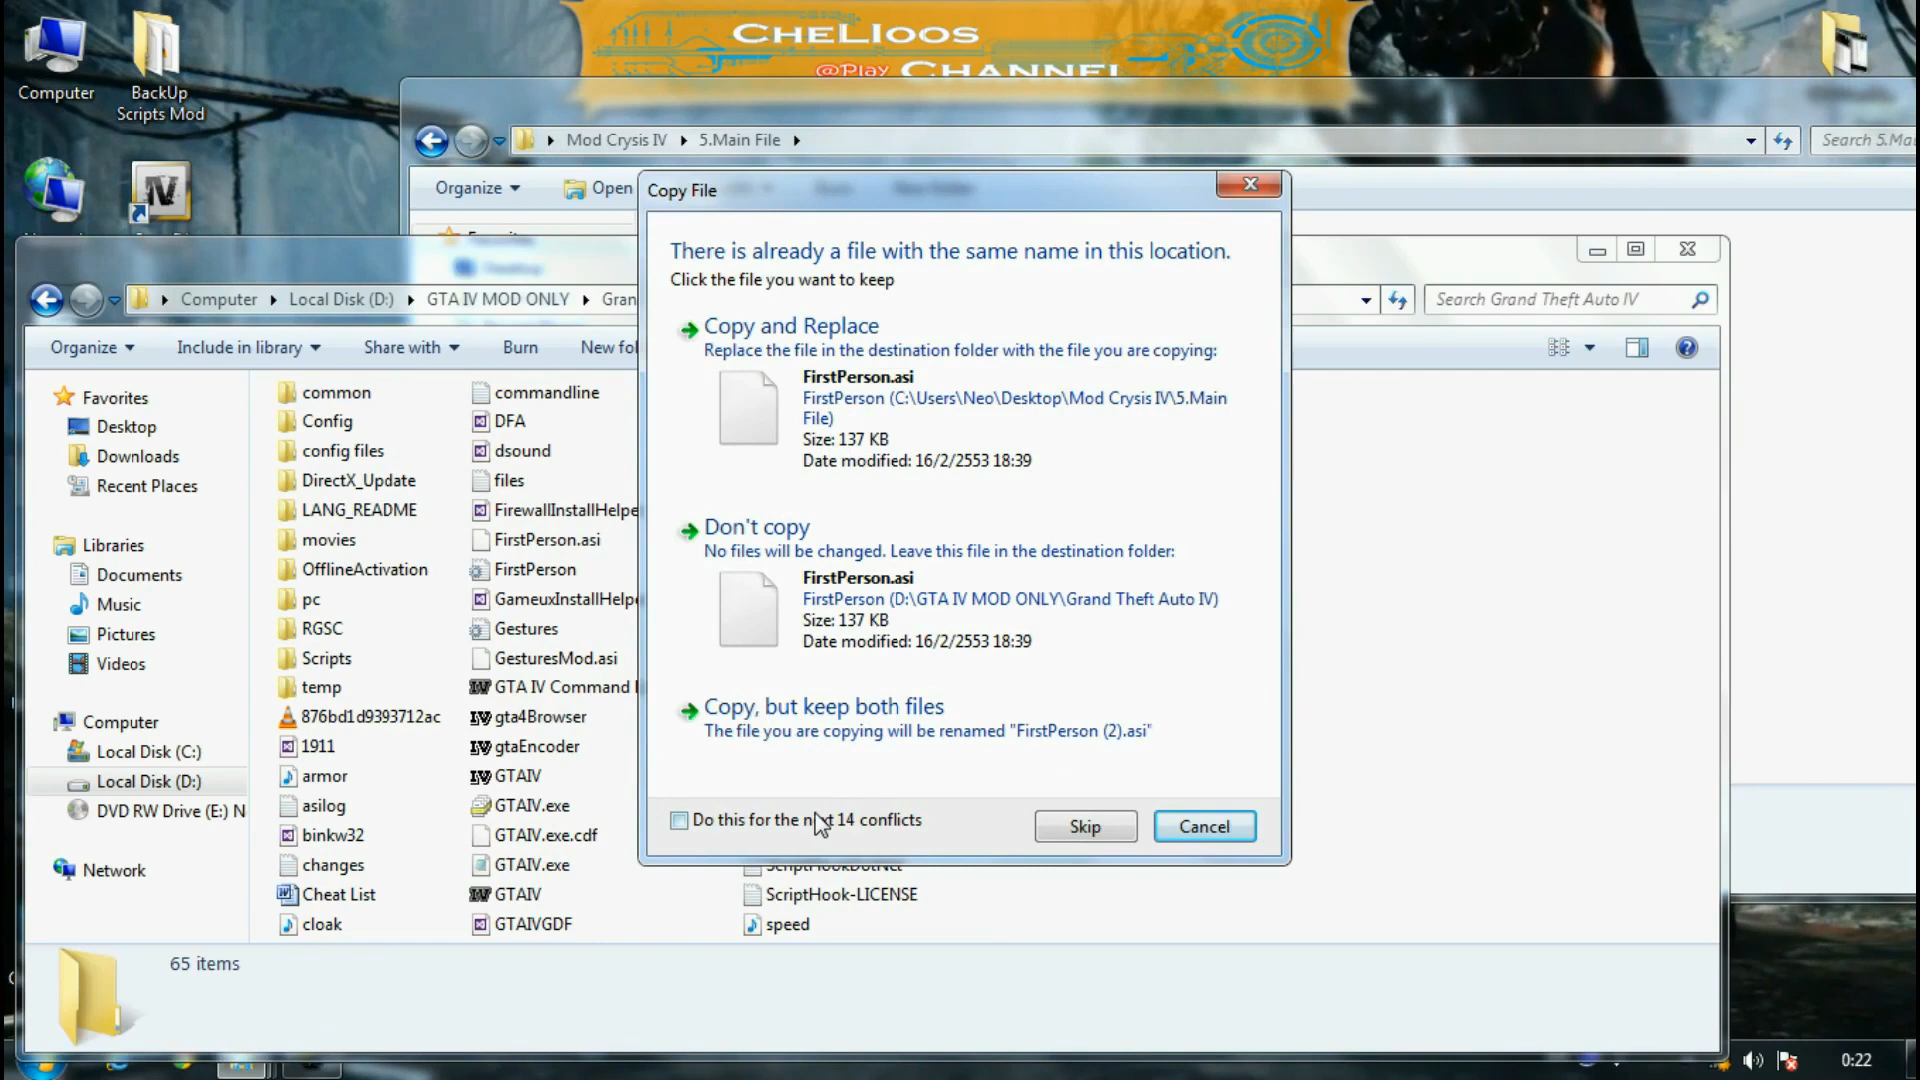 CheLioos
@Play Channel
Computer
BackUp
Scripts Mod
Mod Crysis IV
5.Main File
Search 5.Mai
Organize
Open
Copy File
There is already a file with the same name in this location.
Click the file you want to keep
Copy and Replace
Replace the file in the destination folder with the file you are copying:
FirstPerson.asi
FirstPerson (C:\Users\Neo\Desktop\Mod Crysis IV\5.Main
File)
Size: 137 KB
Date modified: 16/2/2553 18:39
Don't copy
No files will be changed. Leave this file in the destination folder:
FirstPerson.asi
FirstPerson (D:\GTA IV MOD ONLY\Grand Theft Auto IV)
Size: 137 KB
Date modified: 16/2/2553 18:39
Copy, but keep both files
The file you are copying will be renamed "FirstPerson (2).asi"
Do this for the next 14 conflicts
Skip
Cancel
Computer
Local Disk (D:)
GTA IV MOD ONLY
Gran
Search Grand Theft Auto IV
Organize
Include in library
Share with
Burn
New fol
Favorites
Desktop
Downloads
Recent Places
Libraries
Documents
Music
Pictures
Videos
Computer
Local Disk (C:)
Local Disk (D:)
DVD RW Drive (E:) N
Network
common
Config
config files
DirectX_Update
LANG_README
movies
OfflineActivation
pc
RGSC
Scripts
temp
876bd1d9393712ac
1911
armor
asilog
binkw32
changes
Cheat List
cloak
commandline
DFA
dsound
files
FirewallInstallHelpe
FirstPerson.asi
FirstPerson
GameuxInstallHelpe
Gestures
GesturesMod.asi
GTA IV Command
gta4Browser
gtaEncoder
GTAIV
GTAIV.exe
GTAIV.exe.cdf
GTAIV.exe
GTAIV
GTAIVGDF
ScriptHookDotNet
ScriptHook-LICENSE
speed
65 items
0:22